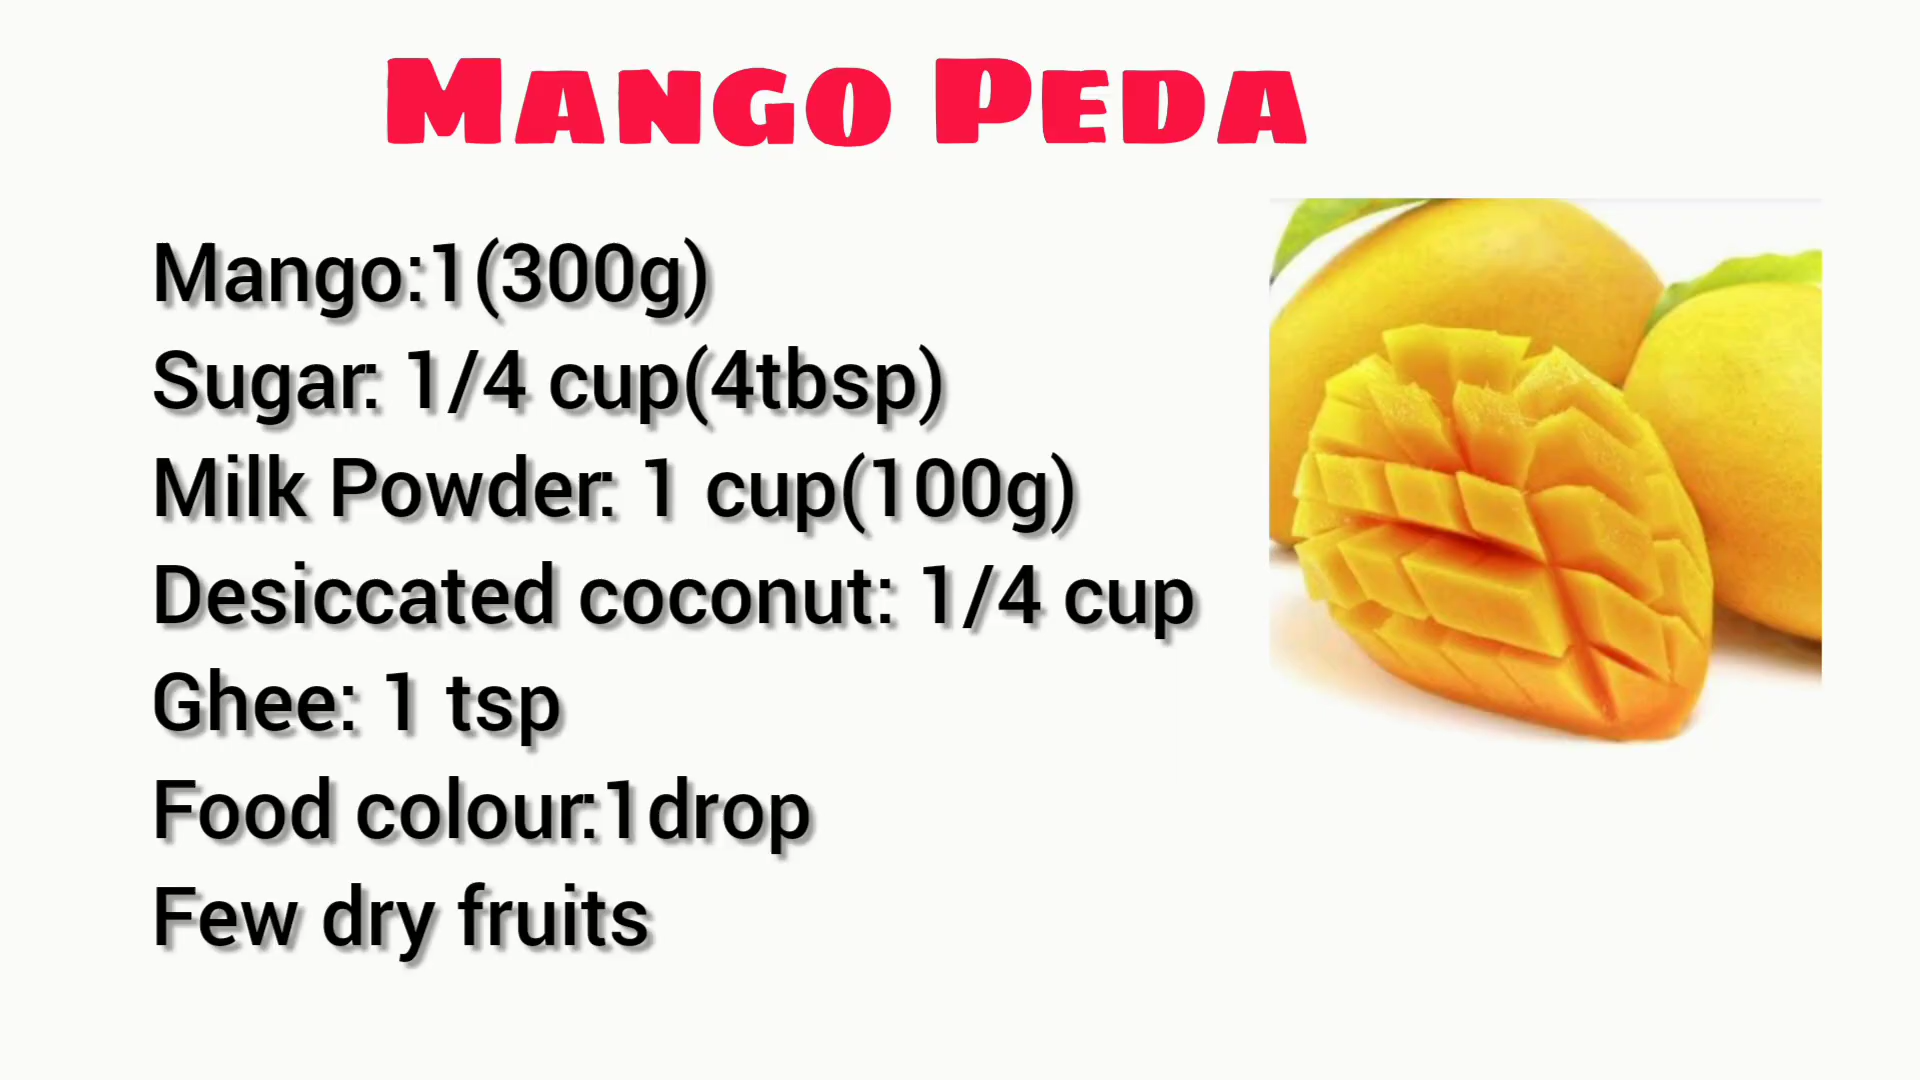 Mango Peda
Mango:1(300g)
Sugar: 1/4 cup(4tbsp)
Milk Powder: 1 cup(100g)
Desiccated coconut: 1/4 cup
Ghee: 1 tsp
Food colour:1drop
Few dry fruits